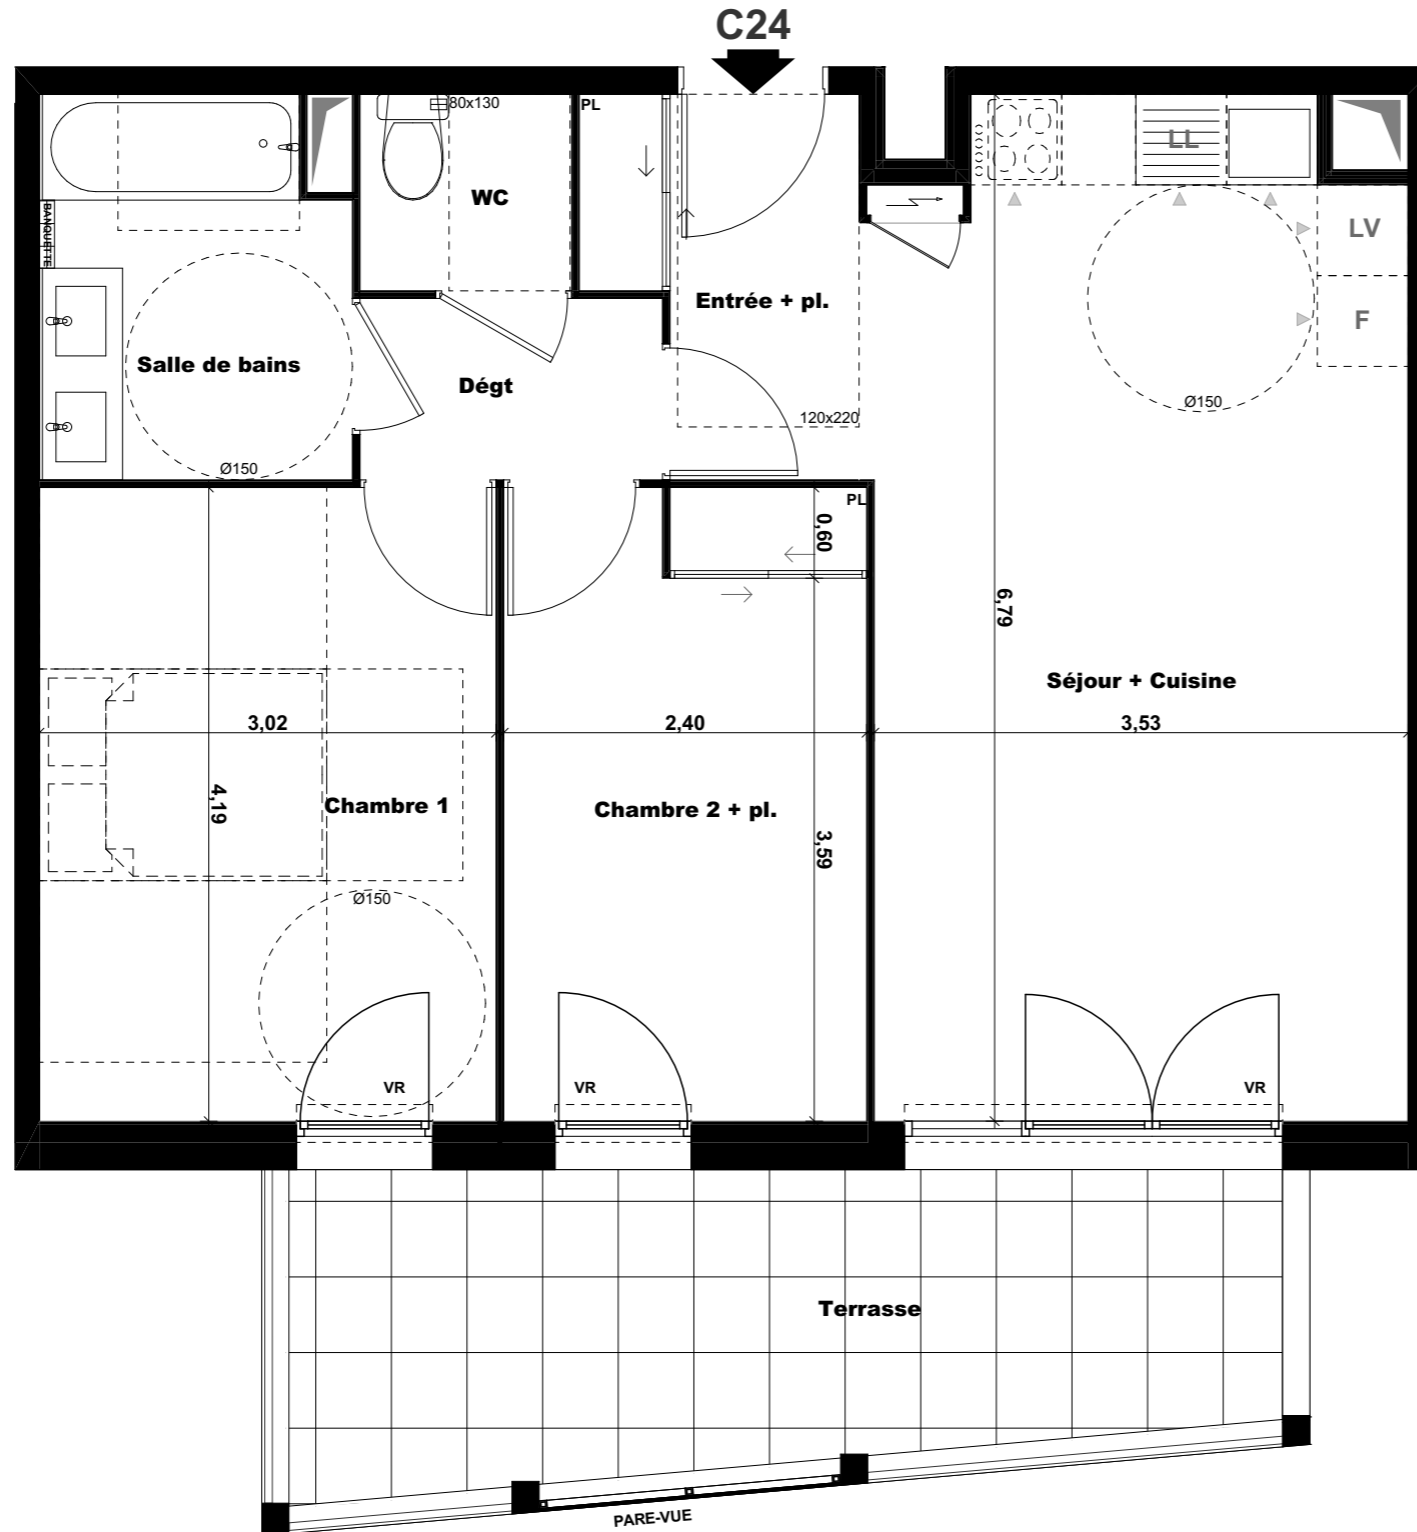 C24
80x130
PL
LL
WC
BANQUETTE
LV
Entrée + pl.
F
Salle de bains
Dégt
Ø150
120x220
Ø150
PL
0,60
6,79
Séjour + Cuisine
3,02
2,40
3,53
4,19
Chambre 1
Chambre 2 + pl.
3,59
Ø150
VR
VR
VR
Terrasse
PARE-VUE